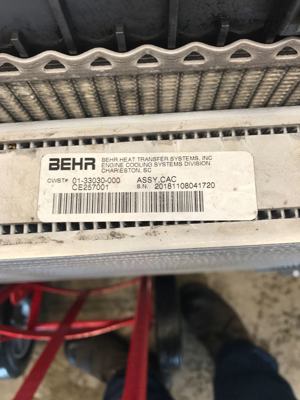 BEHR
BEHR HEAT TRANSFER SYSTEMS, INC
ENGINE COOLING SYSTEMS DIVISION
CHARLESTON, SC
CWST# 01-33030-000 ASSY,CAC
CE257001 S.N. 20181108041720